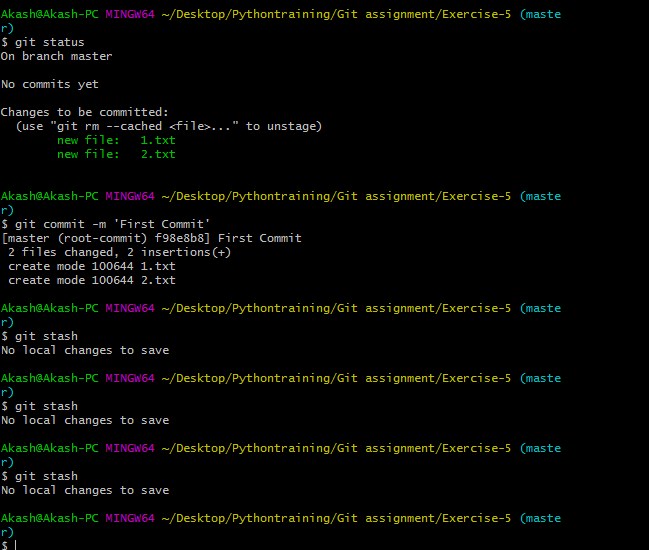 Akash@Akash-PC MINGW64 ~/Desktop/Pythontraining/Git assignment/Exercise-5 (maste
r)
$ git status
On branch master
No commits yet
Changes to be committed:
(use "git rm --cached <file>..." to unstage)
new file:   1.txt
new file:   2.txt
Akash@Akash-PC MINGW64 ~/Desktop/Pythontraining/Git assignment/Exercise-5 (maste
r)
$ git commit -m 'First Commit'
[master (root-commit) f98e8b8] First Commit
2 files changed, 2 insertions(+)
create mode 100644 1.txt
create mode 100644 2.txt
Akash@Akash-PC MINGW64 ~/Desktop/Pythontraining/Git assignment/Exercise-5 (maste
r)
$ git stash
No local changes to save
Akash@Akash-PC MINGW64 ~/Desktop/Pythontraining/Git assignment/Exercise-5 (maste
r)
$ git stash
No local changes to save
Akash@Akash-PC MINGW64 ~/Desktop/Pythontraining/Git assignment/Exercise-5 (maste
r)
$ git stash
No local changes to save
Akash@Akash-PC MINGW64 ~/Desktop/Pythontraining/Git assignment/Exercise-5 (maste
r)
$